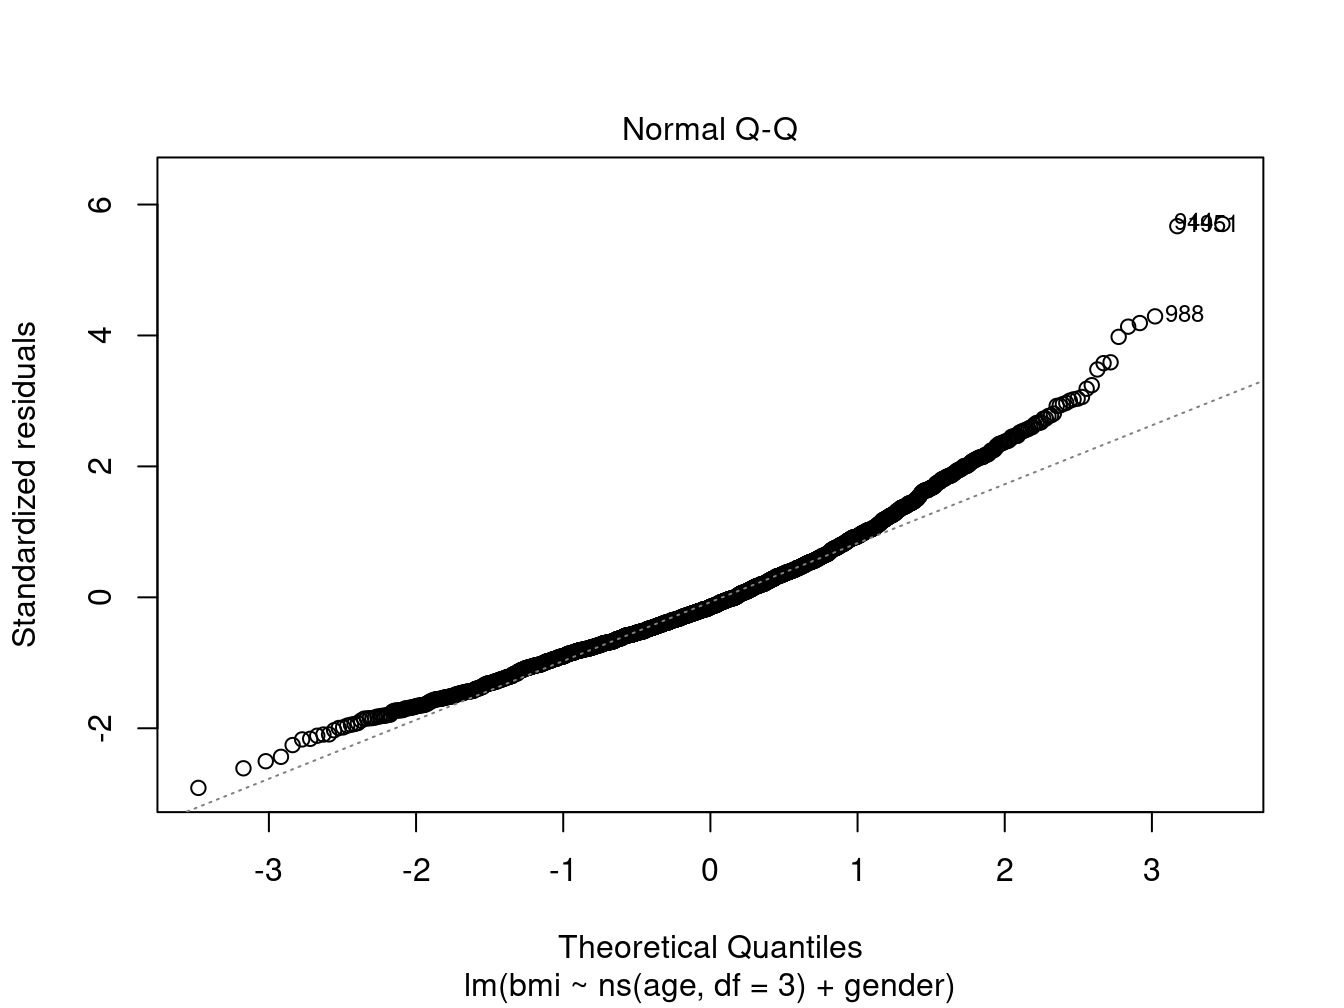 Normal Q-Q
Standardized residuals
6
4
2
0
-2
988
-3 -2 -1 0 1 2 3
Theoretical Quantiles
lm(bmi ~ ns(age, df = 3) + gender)